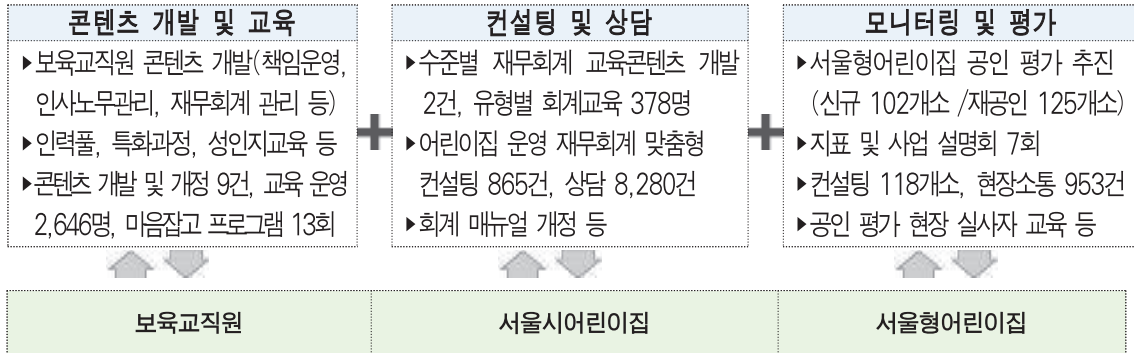 콘텐츠 개발 및 교육
▶보육교직원 콘텐츠 개발(책임운영,
인사노무관리, 재무회계 관리 등)
▶인력풀, 특화과정, 성인지교육 등
▶콘텐츠 개발 및 개정 9건, 교육 운영
2,646명, 마음잡고 프로그램 13회
컨설팅 및 상담
▶수준별 재무회계 교육콘텐츠 개발
2건, 유형별 회계교육 378명
▶어린이집 운영 재무회계 맞춤형
컨설팅 865건, 상담 8,280건
▶회계 매뉴얼 개정 등
모니터링 및 평가
▶서울형어린이집 공인 평가 추진
(신규 102개소 /재공인 125개소)
▶지표 및 사업 설명회 7회
▶컨설팅 118개소, 현장소통 953건
▶공인 평가 현장 실사자 교육 등
보육교직원
서울시어린이집
서울형어린이집